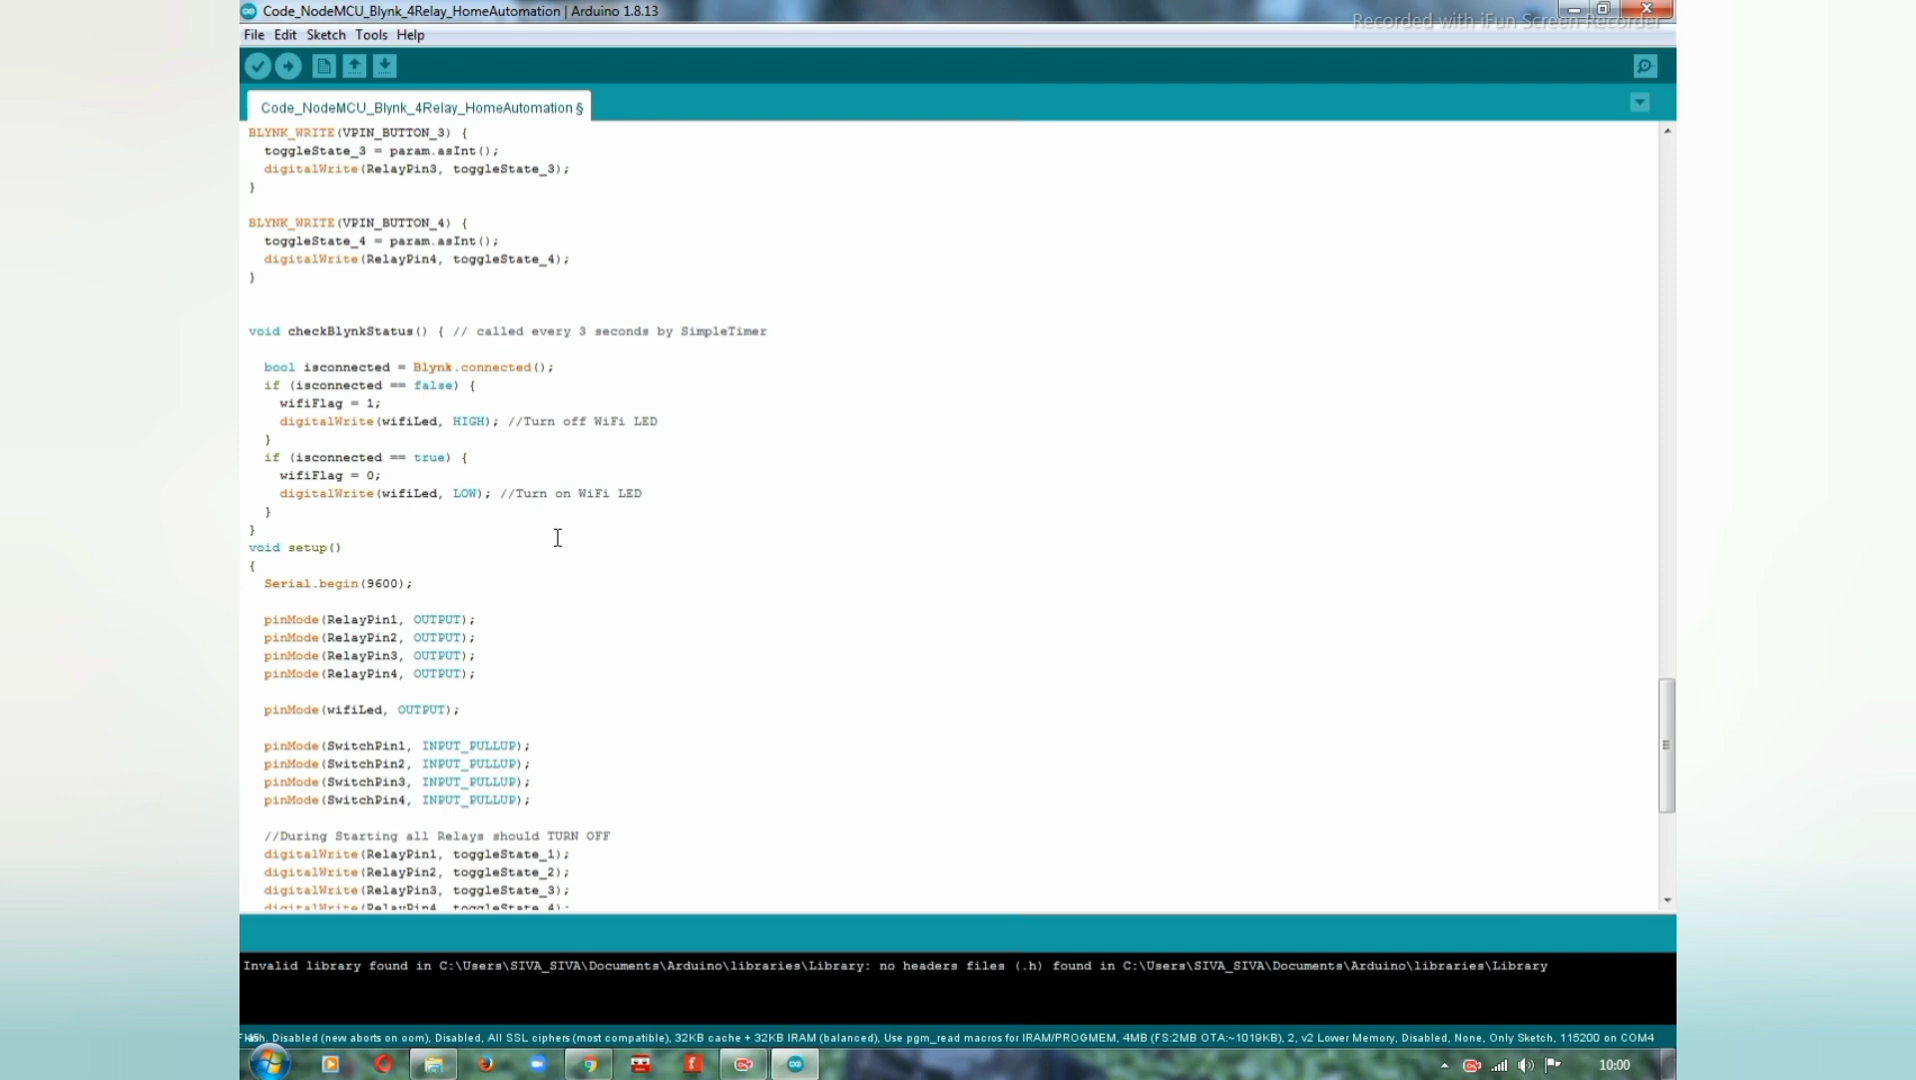 Code_NodeMCU_Blynk_4Relay_HomeAutomation | Arduino 1.8.13
Recorded with iFun Screen Recorder
File Edit Sketch Tools Help
Code_NodeMCU_Blynk_4Relay_HomeAutomation §
BLYNK_WRITE(VPIN_BUTTON_3) {
toggleState_3 = param.asInt();
digitalWrite(RelayPin3, toggleState_3);
}
BLYNK_WRITE(VPIN_BUTTON_4) {
toggleState_4 = param.asInt();
digitalWrite(RelayPin4, toggleState_4);
}
void checkBlynkStatus() { // called every 3 seconds by SimpleTimer
bool isconnected = Blynk.connected();
if (isconnected == false) {
wifiFlag = 1;
digitalWrite(wifiLed, HIGH); //Turn off WiFi LED
}
if (isconnected == true) {
wifiFlag = 0;
digitalWrite(wifiLed, LOW); //Turn on WiFi LED
}
}
void setup()
{
Serial.begin(9600);
pinMode(RelayPin1, OUTPUT);
pinMode(RelayPin2, OUTPUT);
pinMode(RelayPin3, OUTPUT);
pinMode(RelayPin4, OUTPUT);
pinMode(wifiLed, OUTPUT);
pinMode(SwitchPin1, INPUT_PULLUP);
pinMode(SwitchPin2, INPUT_PULLUP);
pinMode(SwitchPin3, INPUT_PULLUP);
pinMode(SwitchPin4, INPUT_PULLUP);
//During Starting all Relays should TURN OFF
digitalWrite(RelayPin1, toggleState_1);
digitalWrite(RelayPin2, toggleState_2);
digitalWrite(RelayPin3, toggleState_3);
digitalWrite(RelayPin4, toggleState_4);
Invalid library found in C:\Users\SIVA_SIVA\Documents\Arduino\libraries\Library: no headers files (.h) found in C:\Users\SIVA_SIVA\Documents\Arduino\libraries\Library
Disabled (new aborts on oom), Disabled, All SSL ciphers (most compatible), 32KB cache + 32KB IRAM (balanced), Use pgm_read macros for IRAM/PROGMEM, 4MB (FS:2MB OTA:~1019KB), 2, v2 Lower Memory, Disabled, None, Only Sketch, 115200 on COM4
10:00